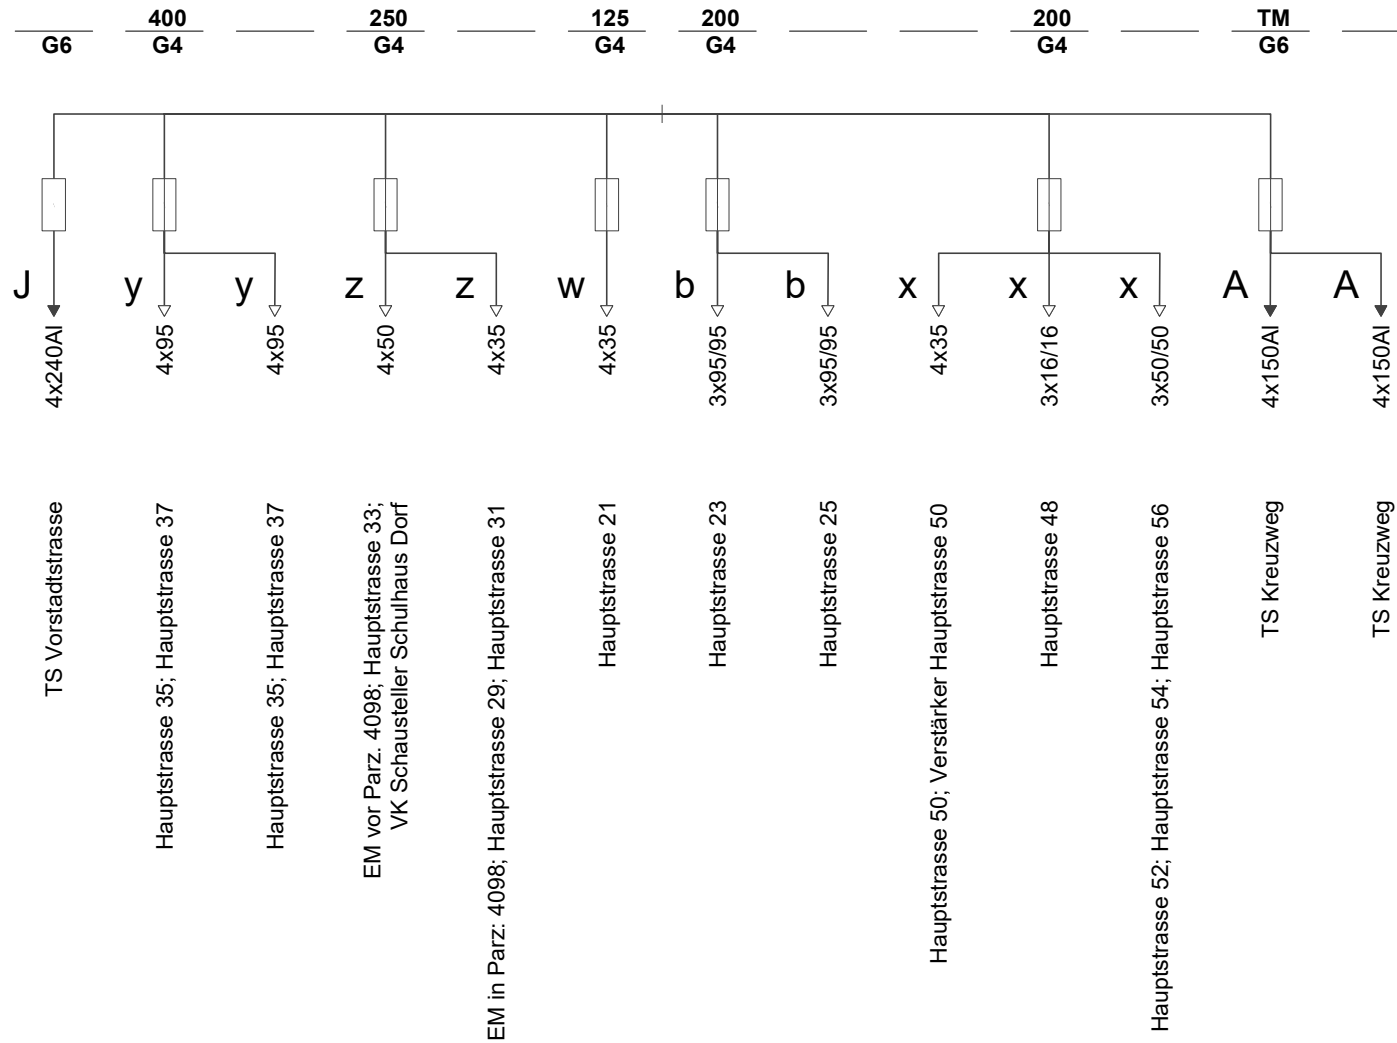 400
250
125
200
200
TM
G6
G4
G4
G4
G4
G4
G6
J
y
y
z
z
w
b
b
x
x
x
A
A
4x240Al
4x95
4x95
4x50
4x35
4x35
3x95/95
3x95/95
4x35
3x16/16
3x50/50
4x150Al
4x150Al
TS Vorstadtstrasse
Hauptstrasse 35; Hauptstrasse 37
Hauptstrasse 35; Hauptstrasse 37
EM vor Parz. 4098; Hauptstrasse 33;
VK Schausteller Schulhaus Dorf
EM in Parz: 4098; Hauptstrasse 29; Hauptstrasse 31
Hauptstrasse 21
Hauptstrasse 23
Hauptstrasse 25
Hauptstrasse 50; Verstärker Hauptstrasse 50
Hauptstrasse 48
Hauptstrasse 52; Hauptstrasse 54; Hauptstrasse 56
TS Kreuzweg
TS Kreuzweg